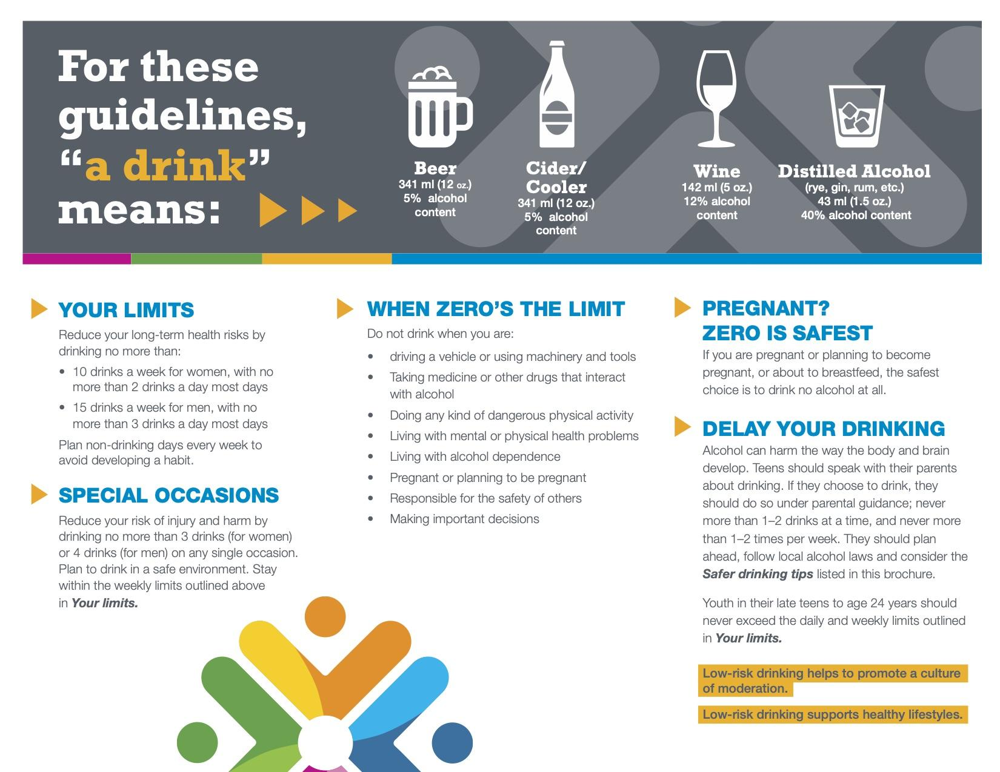 For these
guidelines,
“a drink”
means:
Beer
341 ml (12 oz.)
5% alcohol
content
Cider/
Cooler
341 ml (12 oz.)
5% alcohol
content
Wine
142 ml (5 oz.)
12% alcohol
content
Distilled Alcohol
(rye, gin, rum, etc.)
43 ml (1.5 oz.)
40% alcohol content
YOUR LIMITS
Reduce your long-term health risks by
drinking no more than:
• 10 drinks a week for women, with no
more than 2 drinks a day most days
• 15 drinks a week for men, with no
more than 3 drinks a day most days
Plan non-drinking days every week to
avoid developing a habit.
SPECIAL OCCASIONS
Reduce your risk of injury and harm by
drinking no more than 3 drinks (for women)
or 4 drinks (for men) on any single occasion.
Plan to drink in a safe environment. Stay
within the weekly limits outlined above
in Your limits.
WHEN ZERO’S THE LIMIT
Do not drink when you are:
• driving a vehicle or using machinery and tools
• Taking medicine or other drugs that interact
with alcohol
• Doing any kind of dangerous physical activity
• Living with mental or physical health problems
• Living with alcohol dependence
• Pregnant or planning to be pregnant
• Responsible for the safety of others
• Making important decisions
PREGNANT?
ZERO IS SAFEST
If you are pregnant or planning to become
pregnant, or about to breastfeed, the safest
choice is to drink no alcohol at all.
DELAY YOUR DRINKING
Alcohol can harm the way the body and brain
develop. Teens should speak with their parents
about drinking. If they choose to drink, they
should do so under parental guidance; never
more than 1–2 drinks at a time, and never more
than 1–2 times per week. They should plan
ahead, follow local alcohol laws and consider the
Safer drinking tips listed in this brochure.
Youth in their late teens to age 24 years should
never exceed the daily and weekly limits outlined
in Your limits.
Low-risk drinking helps to promote a culture
of moderation.
Low-risk drinking supports healthy lifestyles.